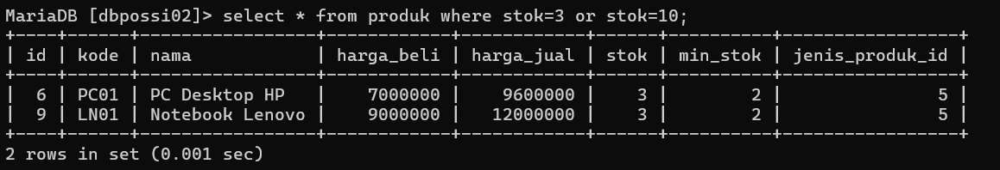 MariaDB [dbpossi02]> select * from produk where stok=3 or stok=10;
+----+------+-----------------+------------+------------+------+----------+-----------------+
| id | kode | nama            | harga_beli | harga_jual | stok | min_stok | jenis_produk_id |
+----+------+-----------------+------------+------------+------+----------+-----------------+
|  6 | PC01 | PC Desktop HP   |    7000000 |    9600000 |    3 |        2 |               5 |
|  9 | LN01 | Notebook Lenovo |    9000000 |   12000000 |    3 |        2 |               5 |
+----+------+-----------------+------------+------------+------+----------+-----------------+
2 rows in set (0.001 sec)